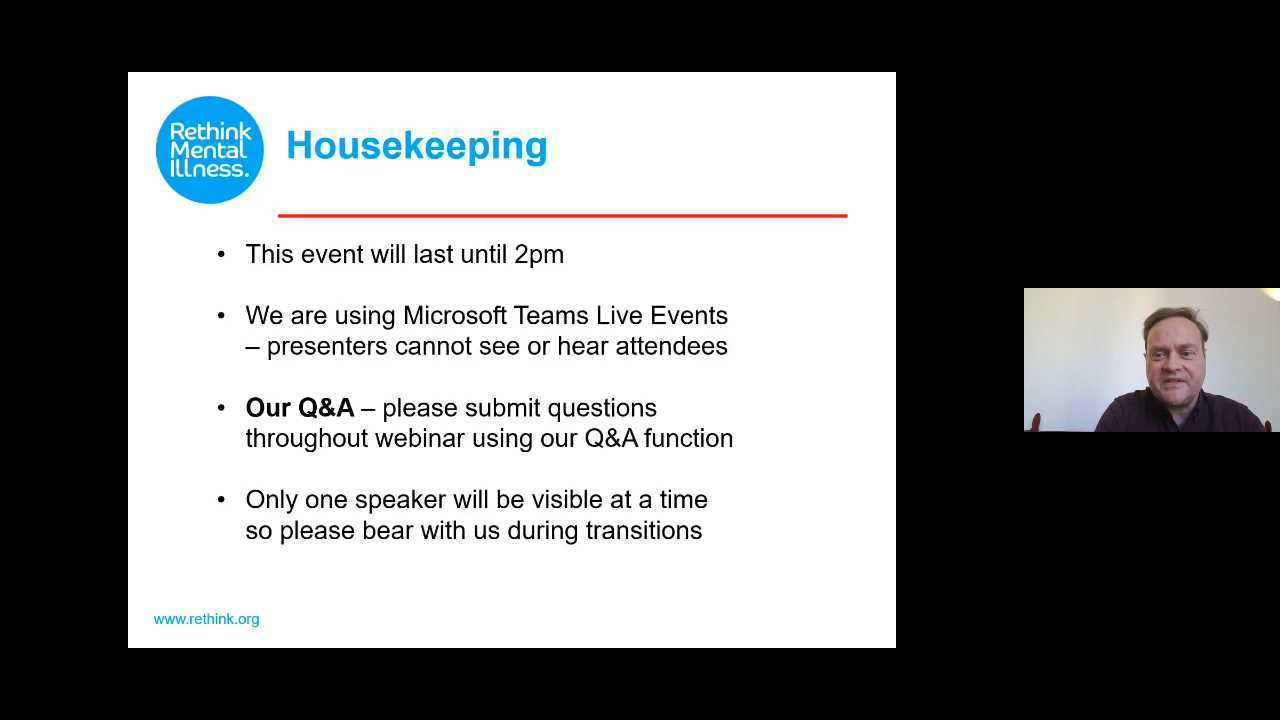 Rethink
Mental
Illness.
Housekeeping
• This event will last until 2pm
• We are using Microsoft Teams Live Events
– presenters cannot see or hear attendees
• Our Q&A – please submit questions
throughout webinar using our Q&A function
• Only one speaker will be visible at a time
so please bear with us during transitions
www.rethink.org